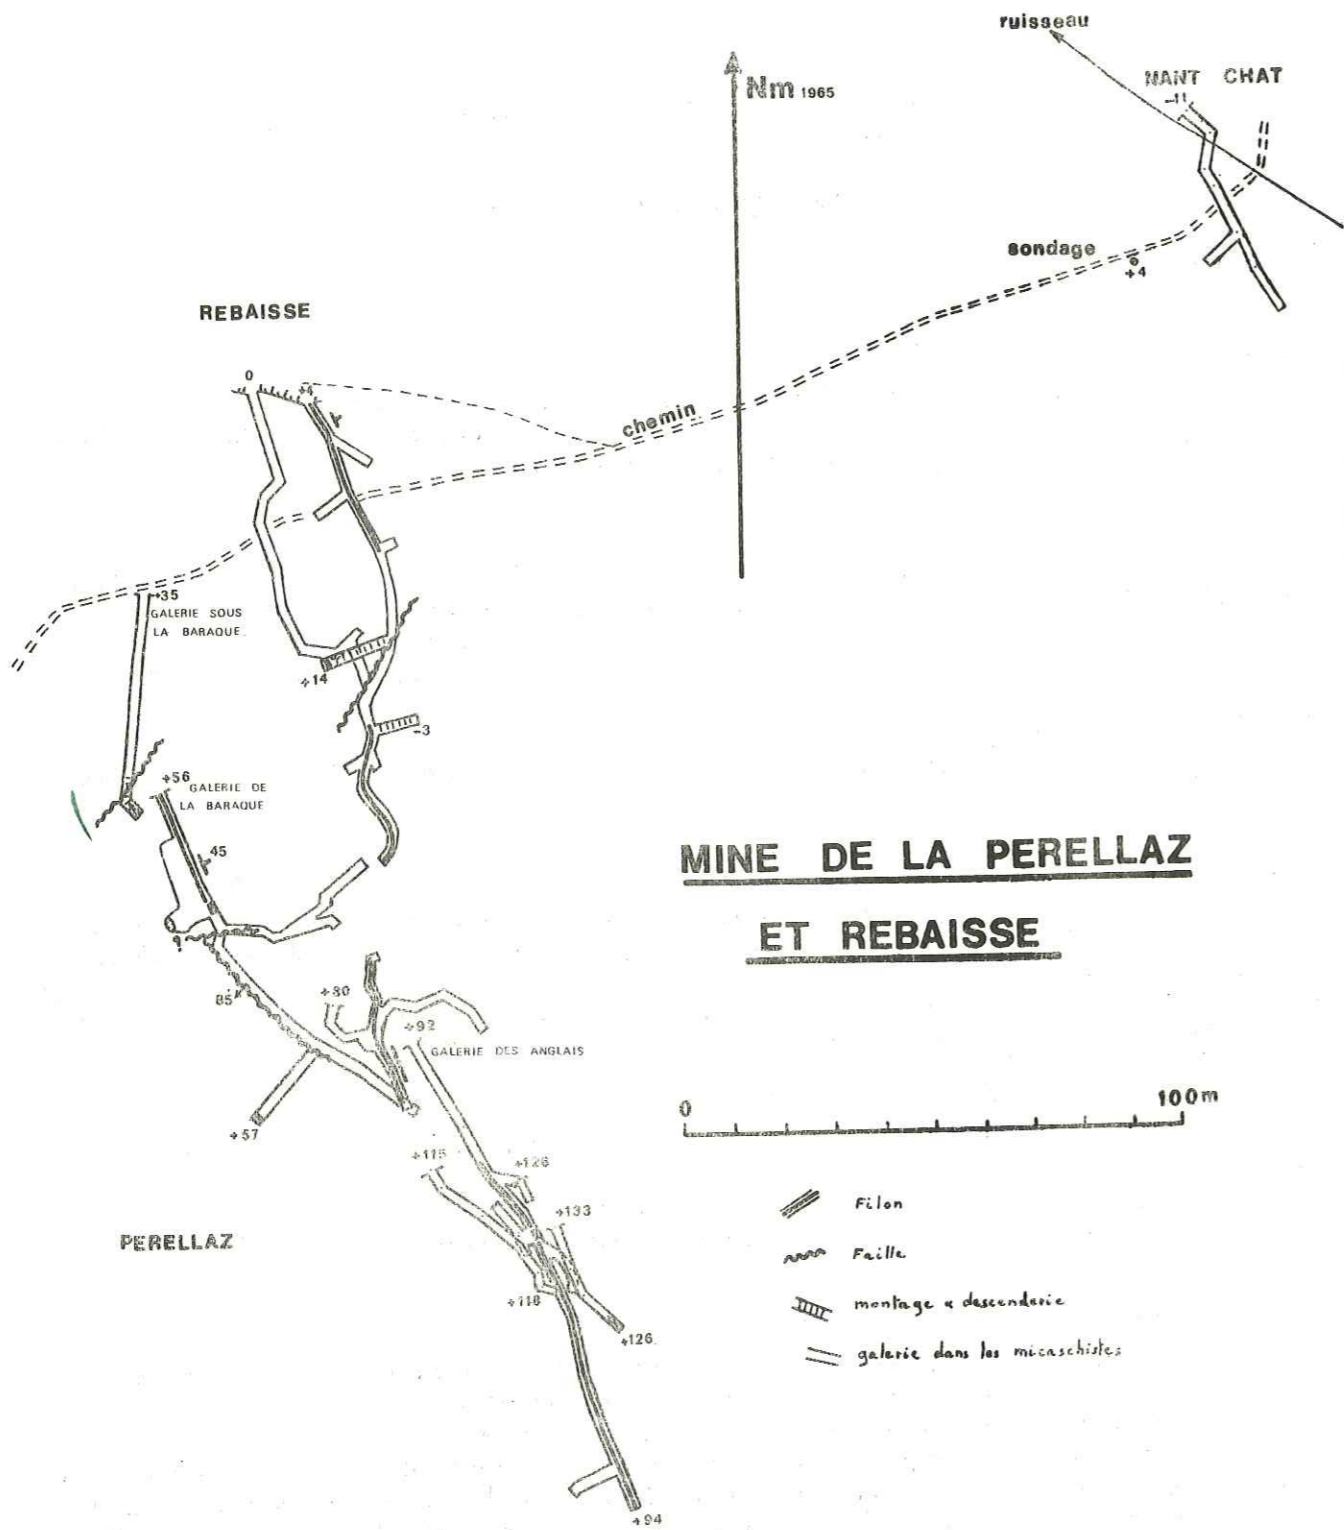 ruisseau
NANT CHAT
-11
Nm 1965
sondage
+4
REBAISSE
0
+4
chemin
+35
GALERIE SOUS
LA BARAQUE
+14
-3
+56
GALERIE DE
LA BARAQUE
45
MINE DE LA PERELLAZ
ET REBAISSE
85
+80
+92
GALERIE DES ANGLAIS
0
100m
+57
+115
+126
+133
Filon
PERELLAZ
Faille
+118
montage & descenderie
+126
galerie dans les micaschistes
+94